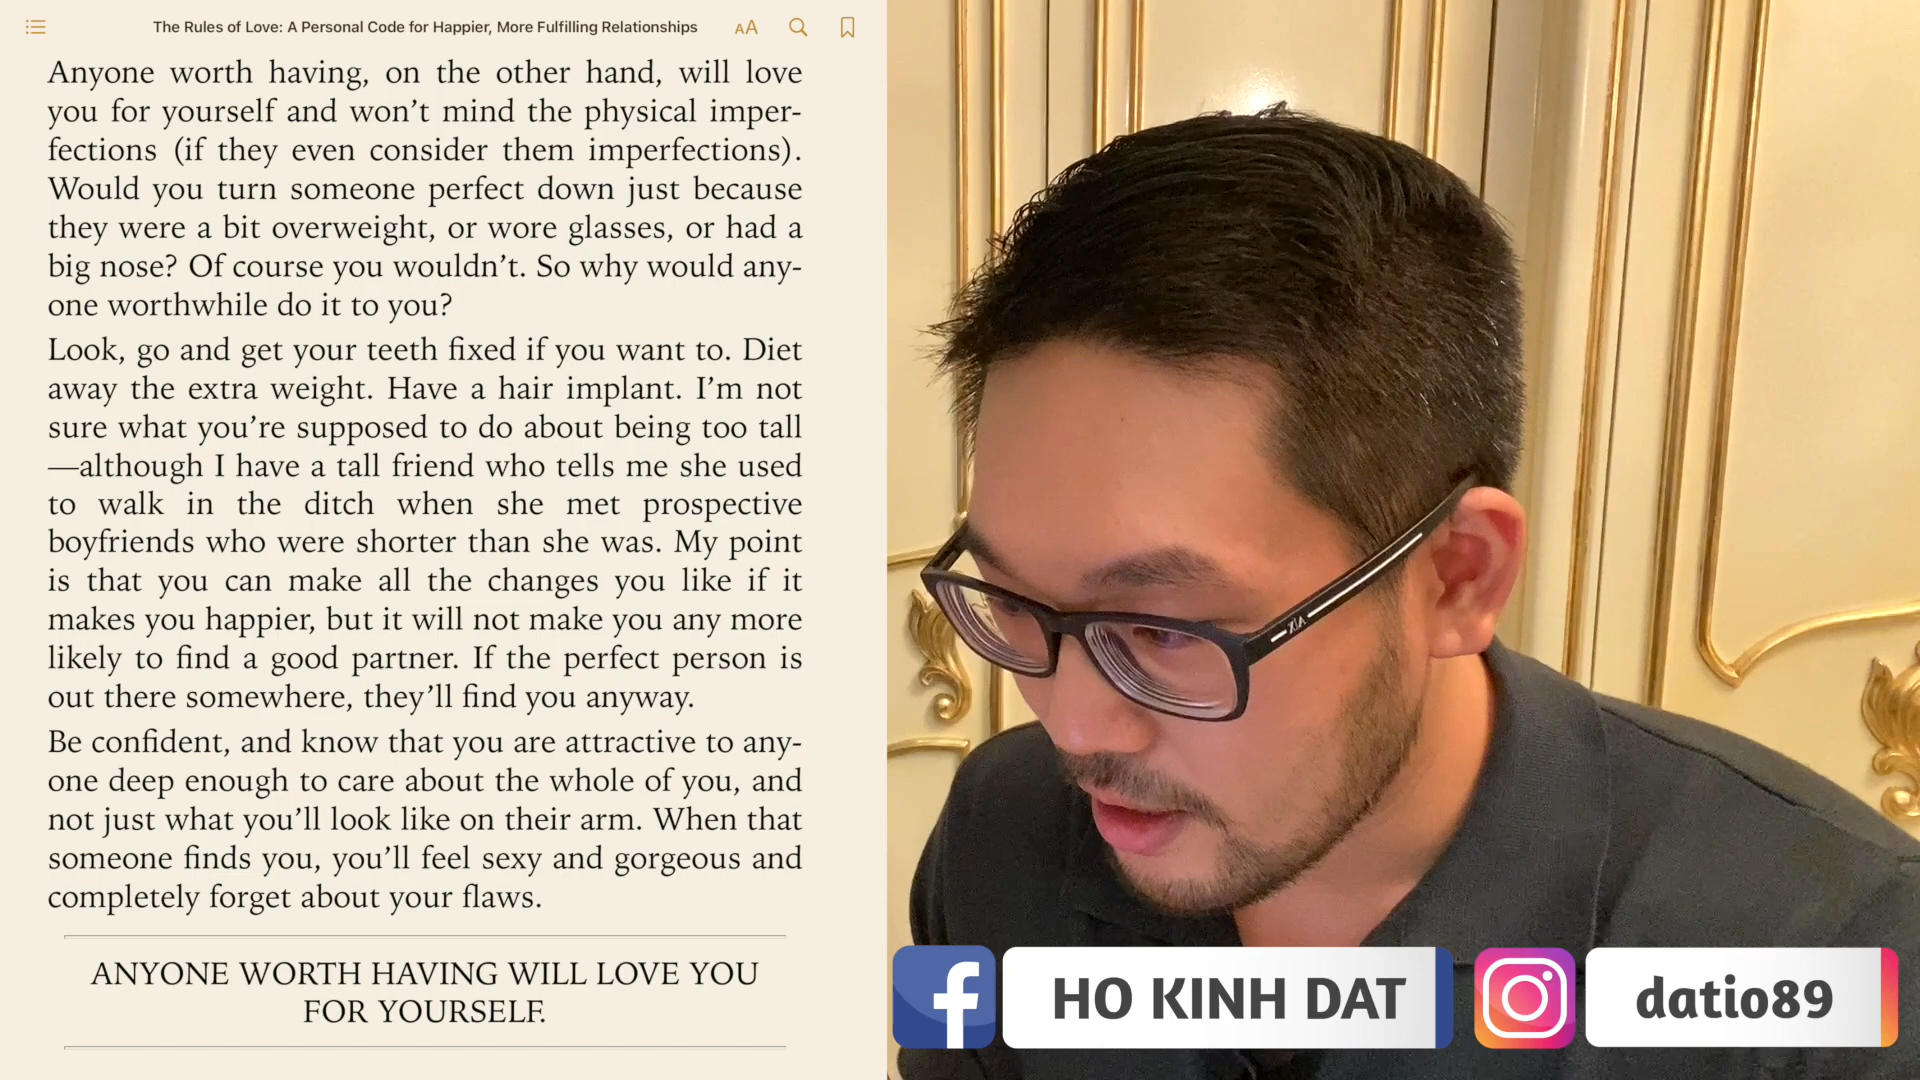 The Rules of Love: A Personal Code for Happier, More Fulfilling Relationships
AA
Anyone worth having, on the other hand, will love
you for yourself and won’t mind the physical imper-
fections (if they even consider them imperfections).
Would you turn someone perfect down just because
they were a bit overweight, or wore glasses, or had a
big nose? Of course you wouldn’t. So why would any-
one worthwhile do it to you?
Look, go and get your teeth fixed if you want to. Diet
away the extra weight. Have a hair implant. I’m not
sure what you’re supposed to do about being too tall
—although I have a tall friend who tells me she used
to walk in the ditch when she met prospective
boyfriends who were shorter than she was. My point
is that you can make all the changes you like if it
makes you happier, but it will not make you any more
likely to find a good partner. If the perfect person is
out there somewhere, they’ll find you anyway.
Be confident, and know that you are attractive to any-
one deep enough to care about the whole of you, and
not just what you’ll look like on their arm. When that
someone finds you, you’ll feel sexy and gorgeous and
completely forget about your flaws.
ANYONE WORTH HAVING WILL LOVE YOU
FOR YOURSELF.
A|X
f HO KINH DAT
datio89